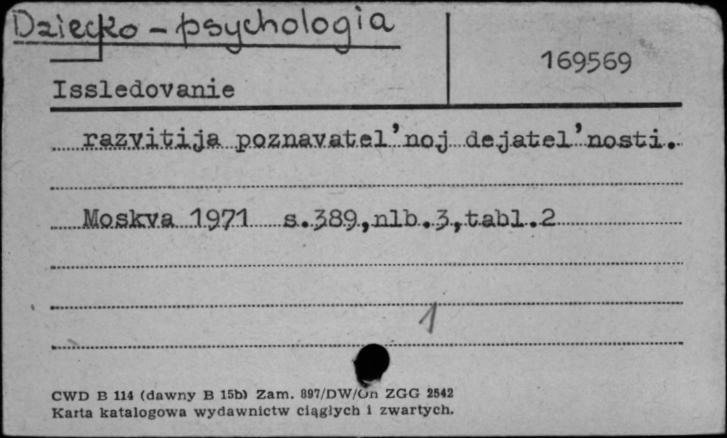 Dziecko – psychologia
169569
Issledovanie
razvitija poznavatel’noj dejatel’nosti.
Moskva 1971 s.389,nlb.3,tabl.2
1
CWD B 114 (dawny B 15b) Zam. 897/DW/Un ZGG 2542
Karta katalogowa wydawnictw ciągłych i zwartych.